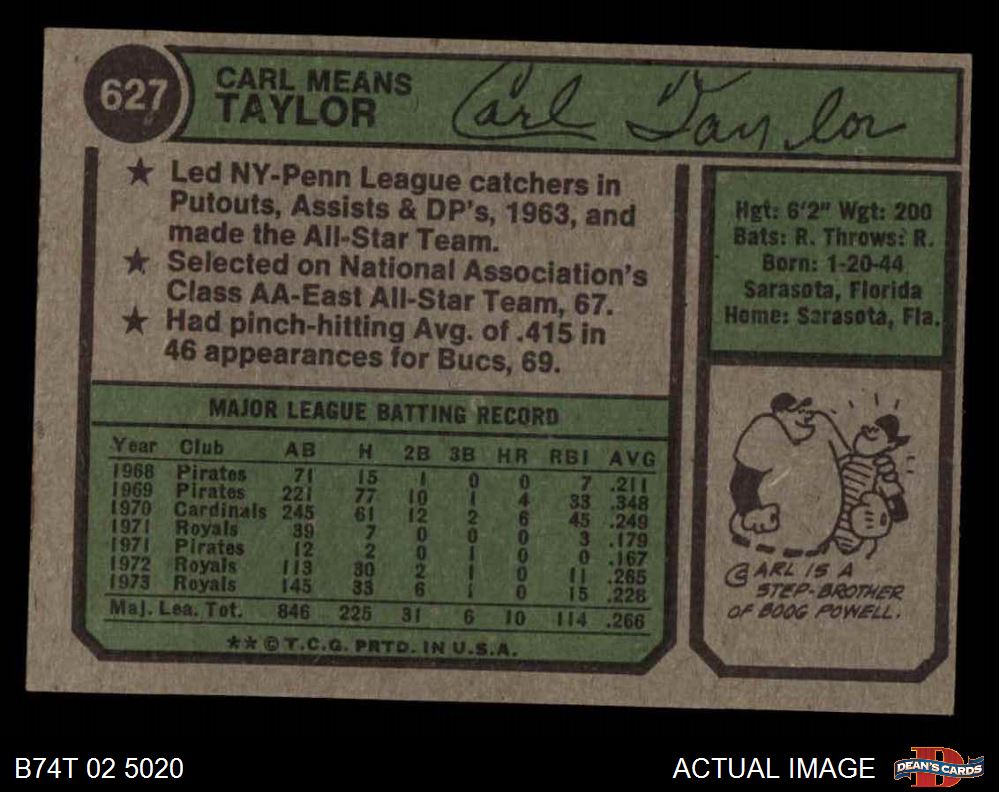 627
CARL MEANS
TAYLOR
Carl Taylor
★ Led NY-Penn League catchers in
Putouts, Assists & DP's, 1963, and
made the All-Star Team.
★ Selected on National Association's
Class AA-East All-Star Team, 67.
★ Had pinch-hitting Avg. of .415 in
46 appearances for Bucs, 69.
Hgt: 6'2" Wgt: 200
Bats: R. Throws: R.
Born: 1-20-44
Sarasota, Florida
Home: Sarasota, Fla.
MAJOR LEAGUE BATTING RECORD
Year Club AB H 2B 3B HR RBI AVG
1968 Pirates 71 15 1 0 0 7 .211
1969 Pirates 221 77 10 1 4 33 .348
1970 Cardinals 245 61 12 2 6 45 .249
1971 Royals 39 7 0 0 0 3 .179
1971 Pirates 12 2 0 1 0 0 .167
1972 Royals 113 30 2 1 0 11 .265
1973 Royals 145 33 6 1 0 15 .228
Maj. Lea. Tot. 846 225 31 6 10 114 .266
** © T.C.G. PRTD. IN U.S.A.
CARL IS A
STEP-BROTHER
OF BOOG POWELL.
B74T 02 5020
ACTUAL IMAGE
DEAN'S CARDS